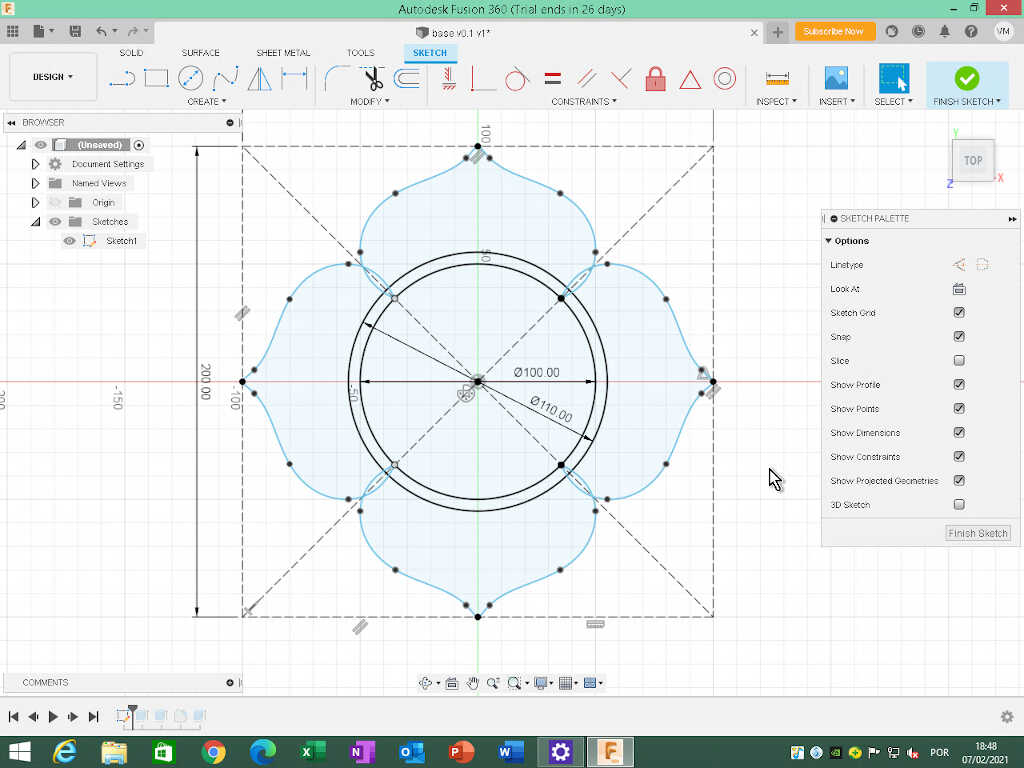 Autodesk Fusion 360 (Trial ends in 26 days)
base v0.1 v1*
Subscribe Now
VM
DESIGN
SOLID
SURFACE
SHEET METAL
TOOLS
SKETCH
CREATE
MODIFY
CONSTRAINTS
INSPECT
INSERT
SELECT
FINISH SKETCH
BROWSER
(Unsaved)
Document Settings
Named Views
Origin
Sketches
Sketch1
100
50
200.00
-50
-100
-150
200
Ø100.00
Ø110.00
TOP
Y
X
Z
SKETCH PALETTE
Options
Linetype
Look At
Sketch Grid
Snap
Slice
Show Profile
Show Points
Show Dimensions
Show Constraints
Show Projected Geometries
3D Sketch
Finish Sketch
COMMENTS
POR
18:48
07/02/2021